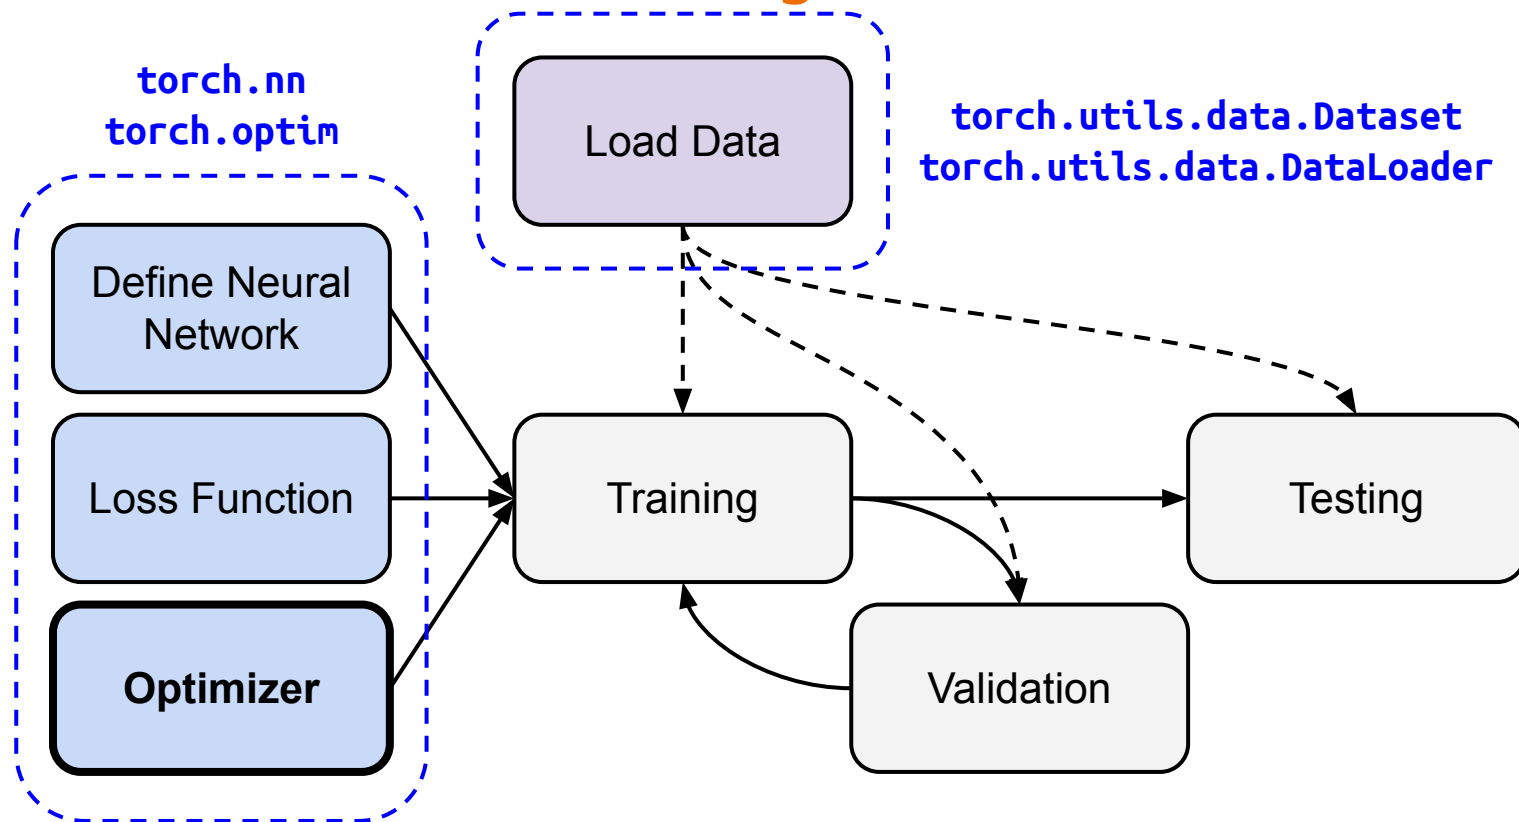 torch.nn
torch.optim
Load Data
torch.utils.data.Dataset
torch.utils.data.DataLoader
Define Neural
Network
Loss Function
Optimizer
Training
Validation
Testing